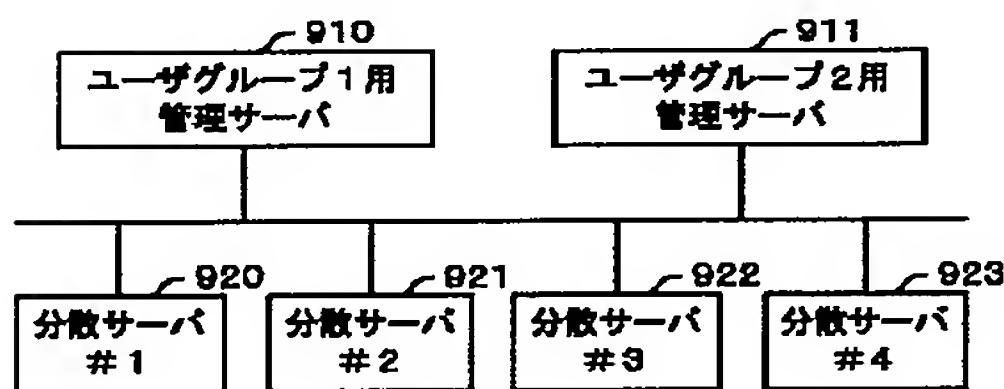 910
ユーザグループ1用
管理サーバ
911
ユーザグループ2用
管理サーバ
920
分散サーバ
#1
921
分散サーバ
#2
922
分散サーバ
#3
923
分散サーバ
#4